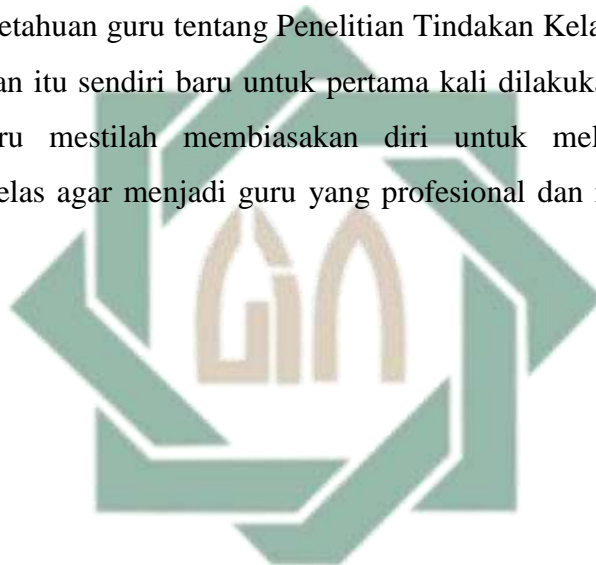 etahuan guru tentang Penelitian Tindakan Kela
an itu sendiri baru untuk pertama kali dilakuka
ru mestilah membiasakan diri untuk mel
elas agar menjadi guru yang profesional dan